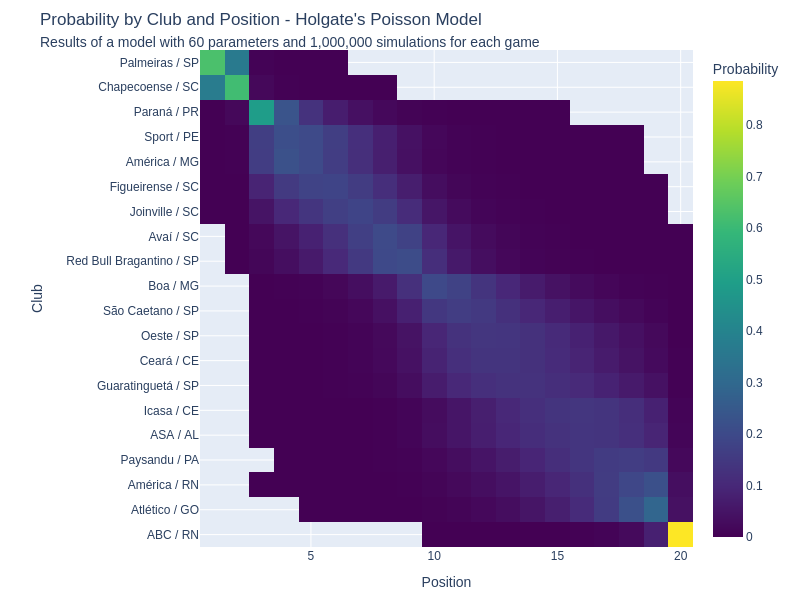 Probability by Club and Position - Holgate's Poisson Model
Results of a model with 60 parameters and 1,000,000 simulations for each game
Palmeiras / SP
Chapecoense / SC
Paraná / PR
Sport / PE
América / MG
Figueirense / SC
Joinville / SC
Avaí / SC
Red Bull Bragantino / SP
Boa / MG
São Caetano / SP
Oeste / SP
Ceará / CE
Guaratinguetá / SP
Icasa / CE
ASA / AL
Paysandu / PA
América / RN
Atlético / GO
ABC / RN
Club
5
10
15
20
Position
Probability
0.8
0.7
0.6
0.5
0.4
0.3
0.2
0.1
0